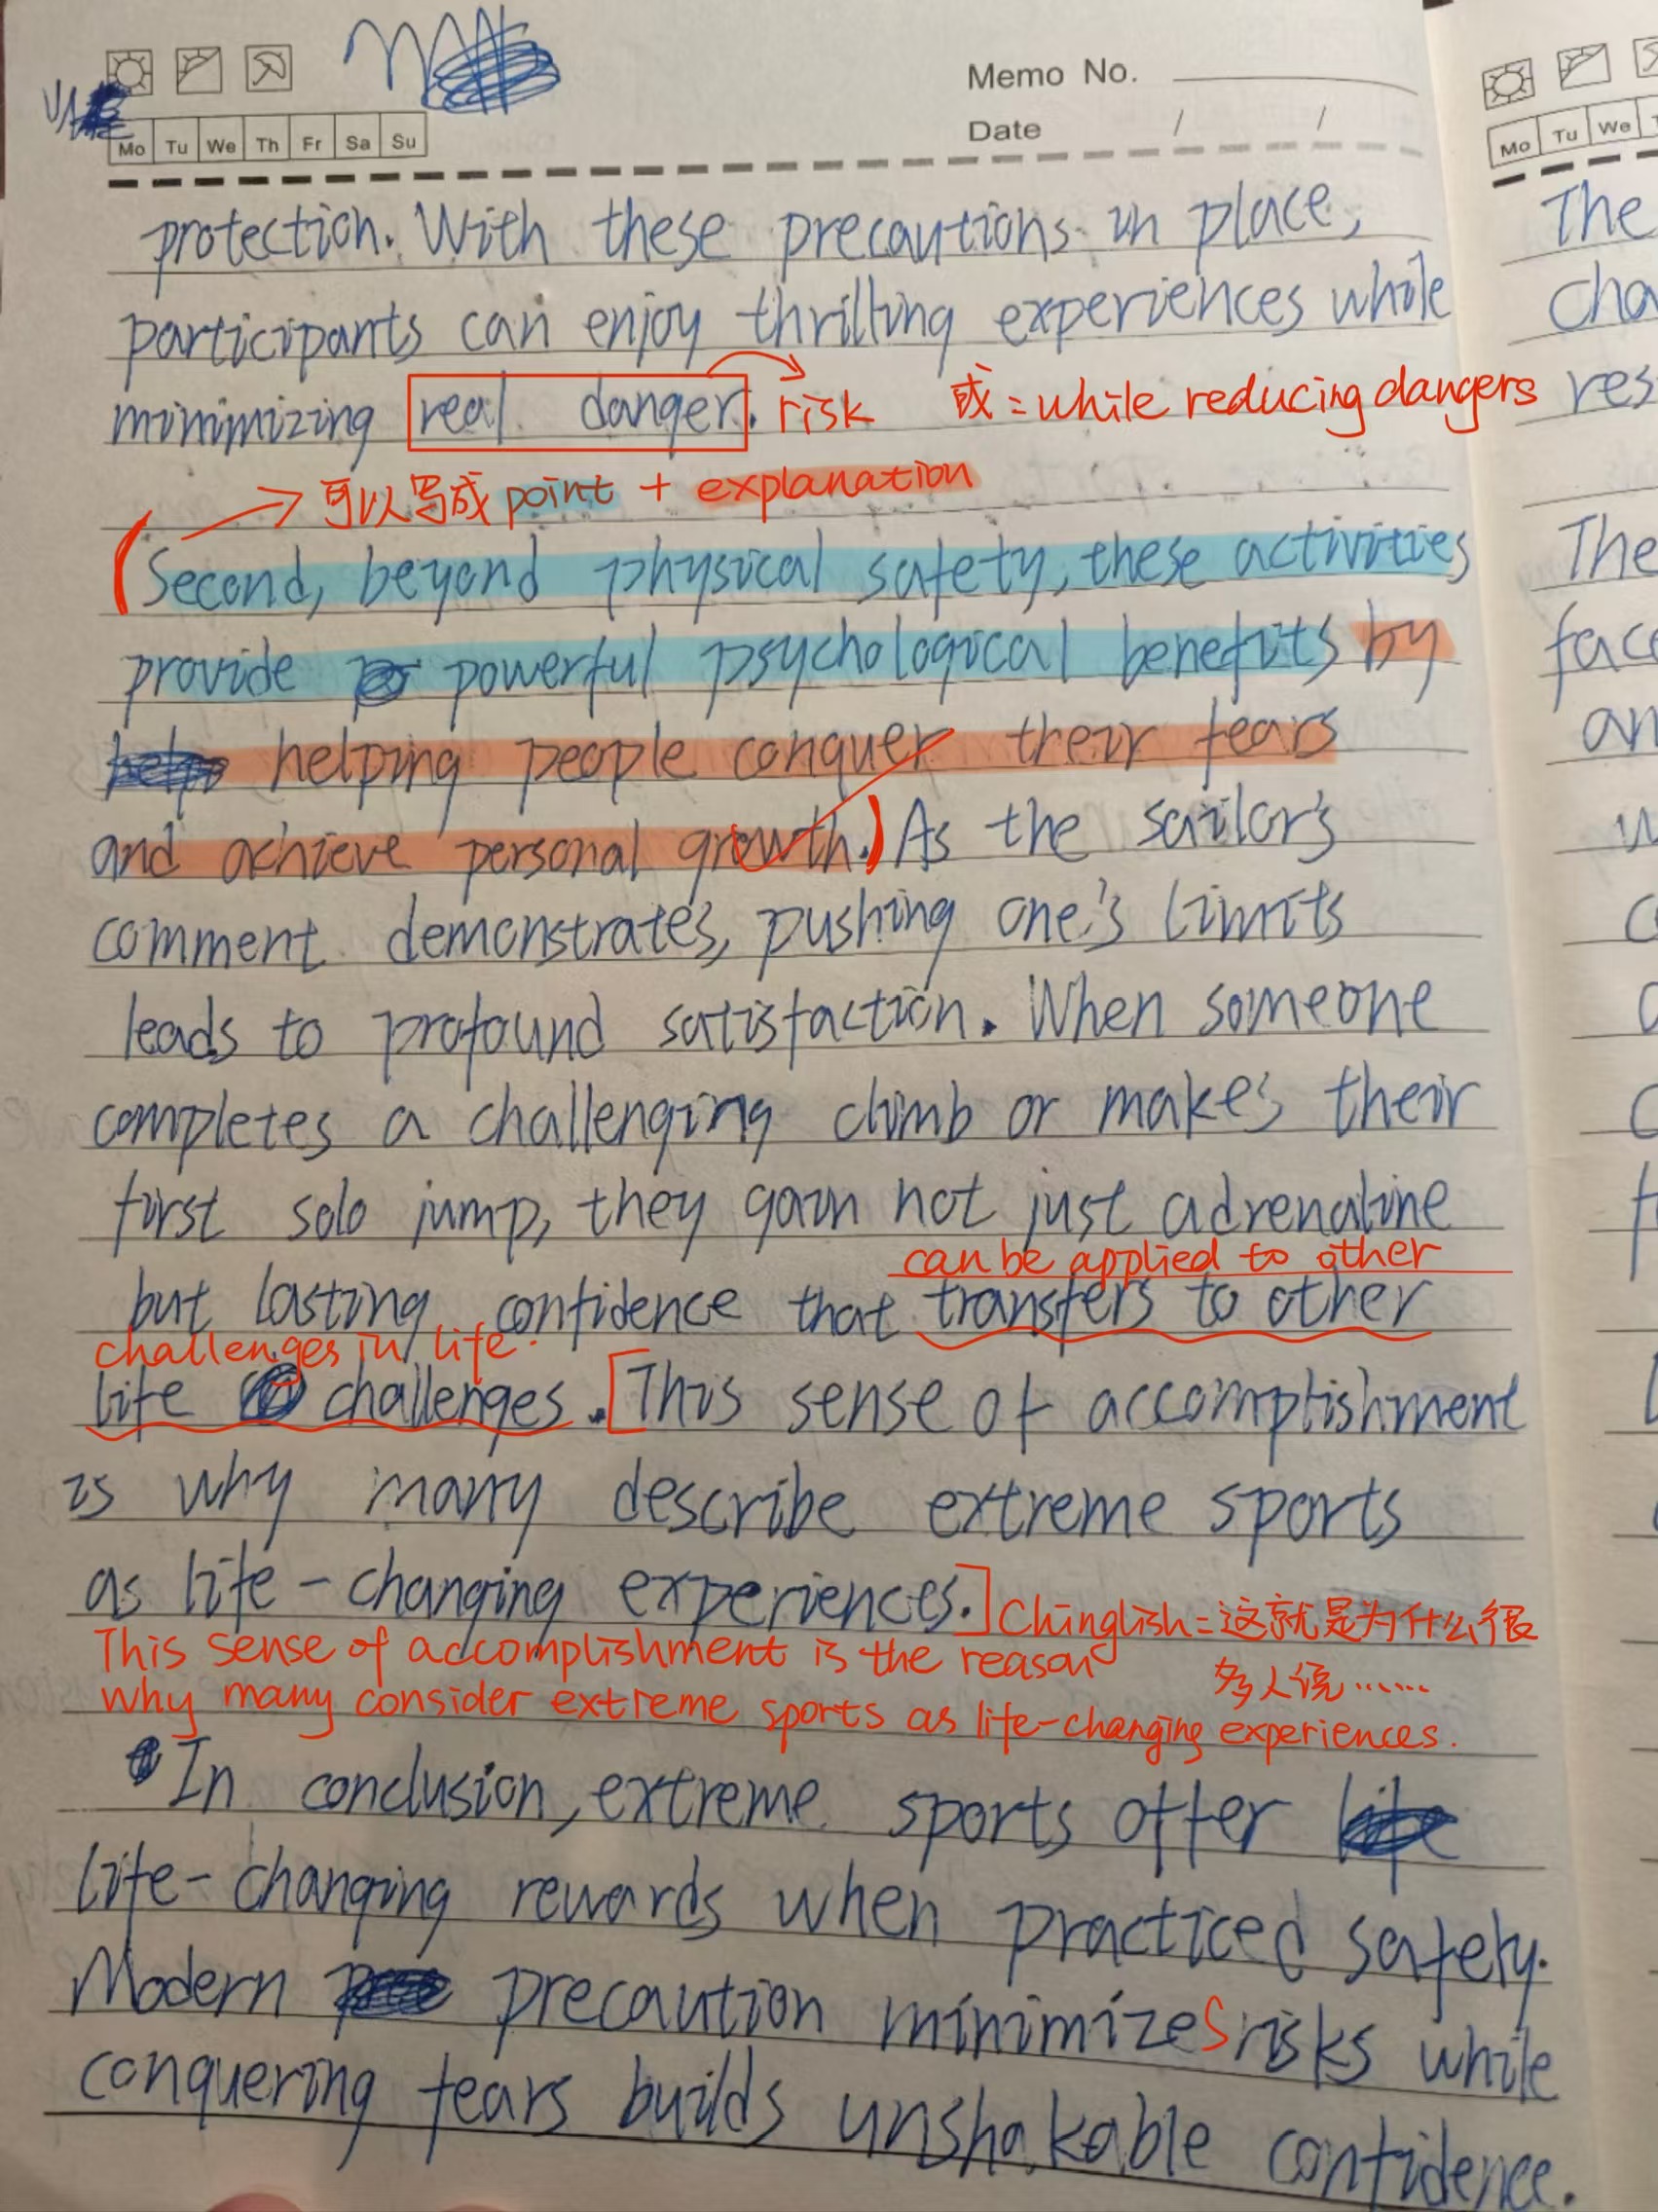 Memo No.
Date / /
Mo Tu We Th Fr Sa Su
Mo Tu We
protection. With these precautions in place,
participants can enjoy thrilling experiences while
minimizing real danger. risk 或=while reducing dangers
可以写成 point + explanation
(Second, beyond physical safety, these activities
provide powerful psychological benefits by
helping people conquer their fears
and achieve personal growth.) As the sailor's
comment demonstrates, pushing one's limits
leads to profound satisfaction. When someone
completes a challenging climb or makes their
first solo jump, they gain not just adrenaline
can be applied to other
but lasting confidence that transfers to other
challenges in life.
life challenges. [This sense of accomplishment
is why many describe extreme sports
as life-changing experiences.] Chinglish=这就是为什么很
多人说……
This sense of accomplishment is the reason
why many consider extreme sports as life-changing experiences.
In conclusion, extreme sports offer
life-changing rewards when practiced safely.
Modern precaution minimizes risks while
conquering fears builds unshakable confidence.
The
cha
res
The
face
an